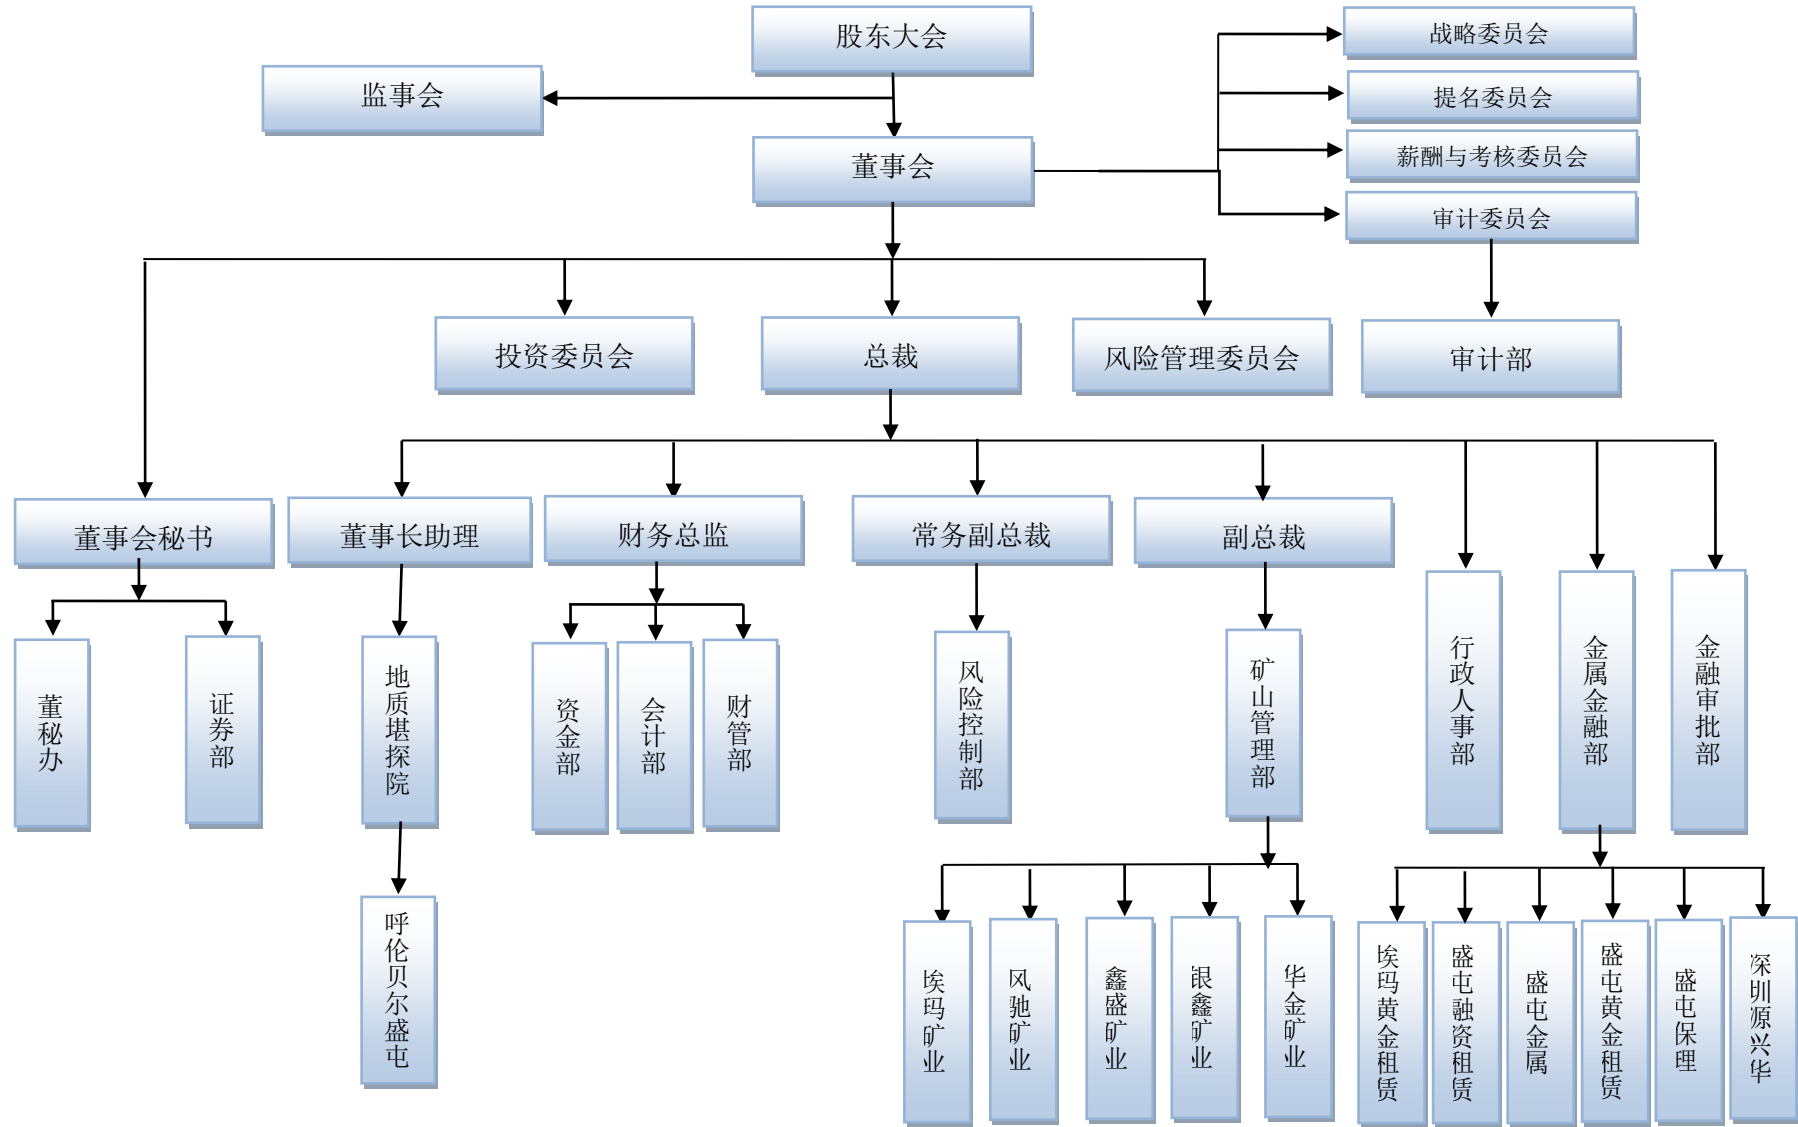 股东大会
监事会
董事会
战略委员会
提名委员会
薪酬与考核委员会
审计委员会
投资委员会
总裁
风险管理委员会
审计部
董事会秘书
董事长助理
财务总监
常务副总裁
副总裁
董秘办
证券部
地质堪探院
资金部
会计部
财管部
风险控制部
矿山管理部
行政人事部
金属金融部
金融审批部
呼伦贝尔盛屯
埃玛矿业
风驰矿业
鑫盛矿业
银鑫矿业
华金矿业
埃玛黄金租赁
盛屯融资租赁
盛屯金属
盛屯黄金租赁
盛屯保理
深圳源兴华